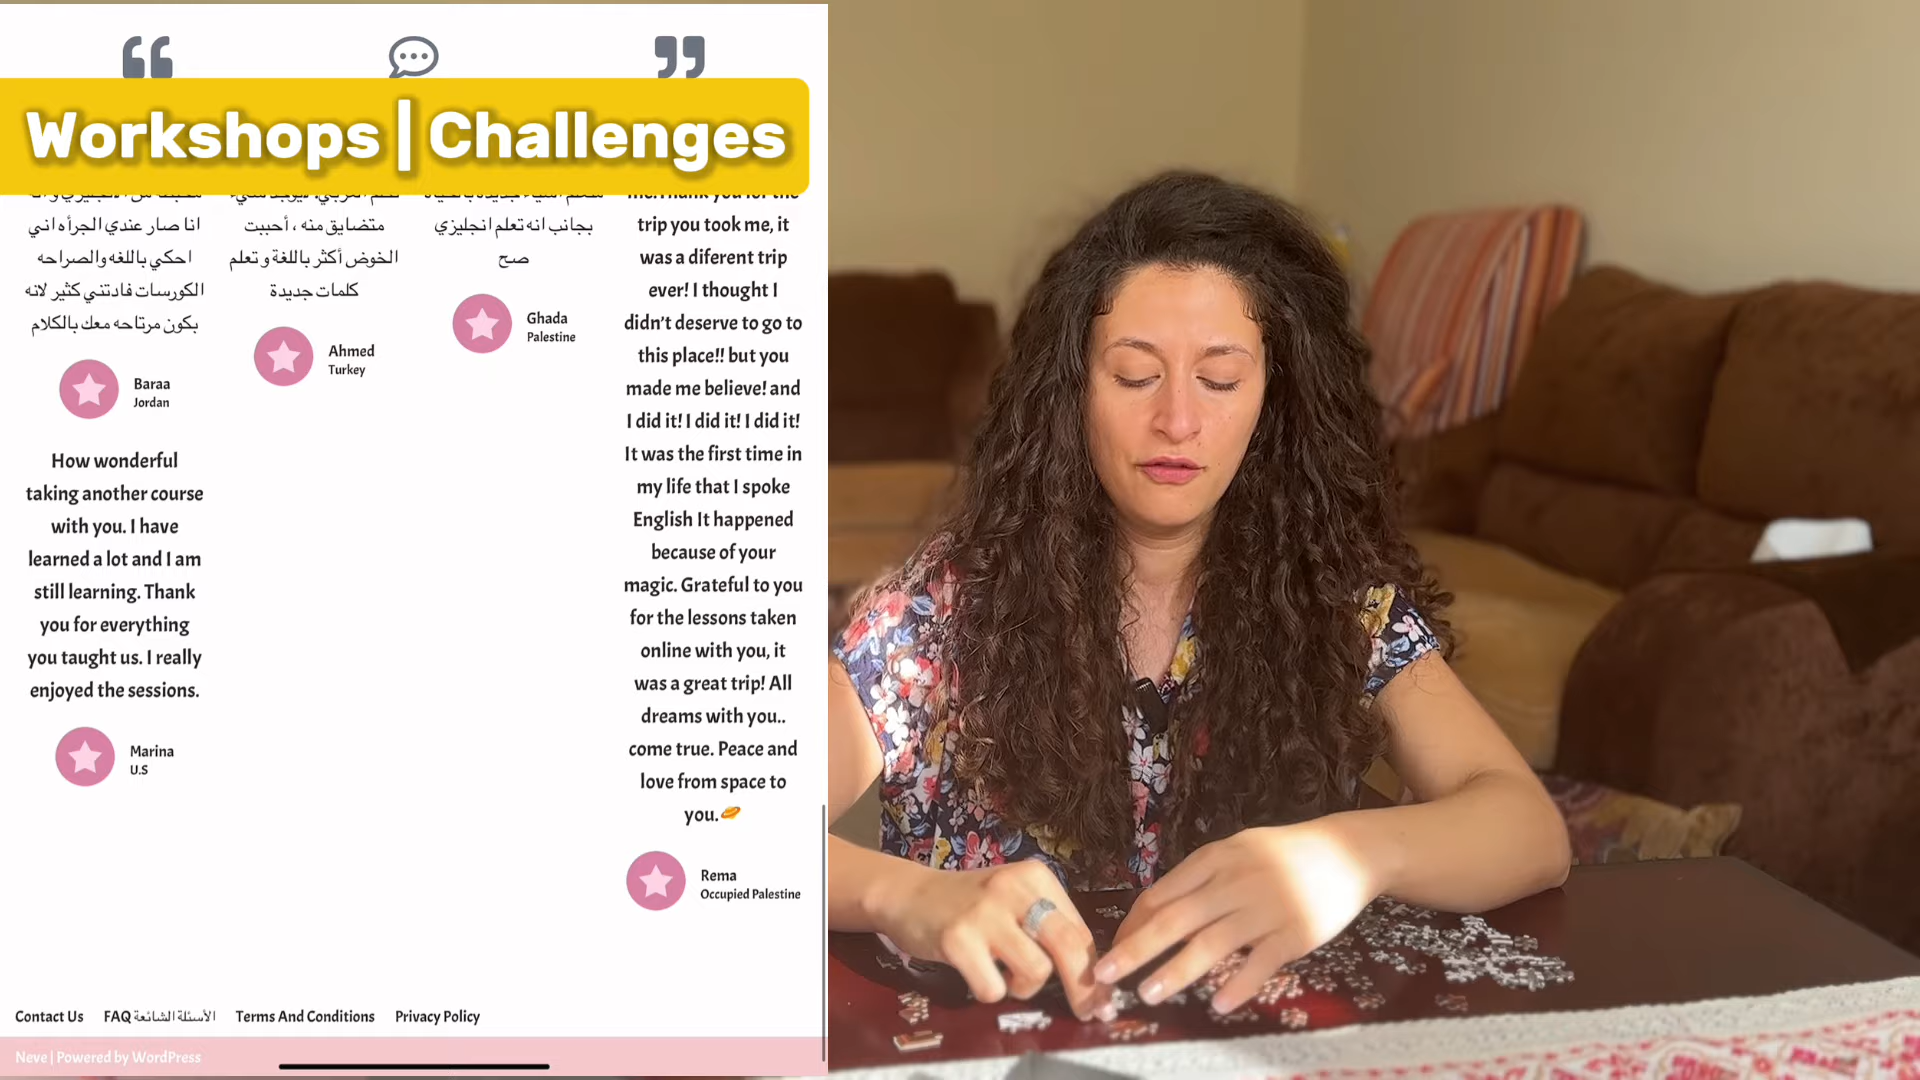 Workshops | Challenges
انا صار عندي الجرأه اني
احكي باللغه والصراحه
الكورسات فادتني كثير لانه
بكون مرتاحه معك بالكلام
Baraa
Jordan
How wonderful
taking another course
with you. I have
learned a lot and I am
still learning. Thank
you for everything
you taught us. I really
enjoyed the sessions.
Marina
U.S
متضايق منه ، أحببت
الخوض أكثر باللغة و تعلم
كلمات جديدة
Ahmed
Turkey
بجانب انه تعلم انجليزي
صح
Ghada
Palestine
me.Thank you for the
trip you took me, it
was a diferent trip
ever! I thought I
didn't deserve to go to
this place!! but you
made me believe! and
I did it! I did it! I did it!
It was the first time in
my life that I spoke
English It happened
because of your
magic. Grateful to you
for the lessons taken
online with you, it
was a great trip! All
dreams with you..
come true. Peace and
love from space to
you.🪐
Rema
Occupied Palestine
Contact Us FAQ الأسئلة الشائعة Terms And Conditions Privacy Policy
Neve | Powered by WordPress